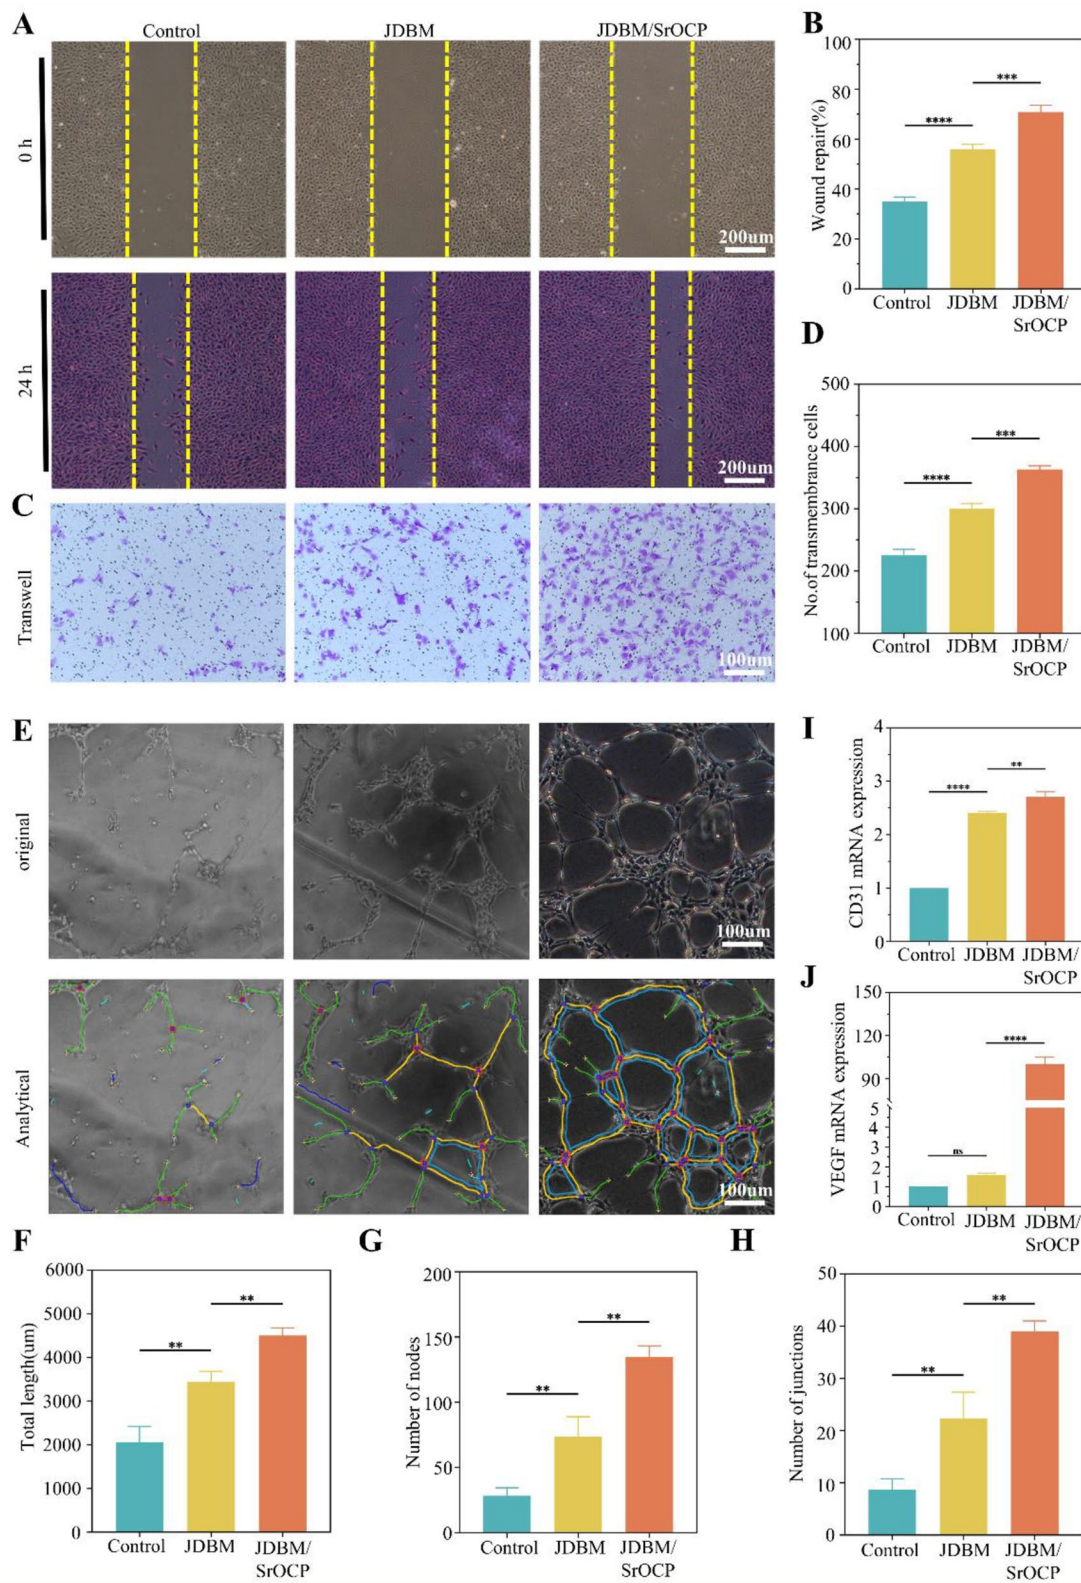 A
Control
JDBM
JDBM/SrOCP
0 h
200um
24 h
200um
B
Wound repair(%)
100
80
60
40
20
0
****
***
Control
JDBM
JDBM/
SrOCP
C
Transwell
100um
D
No.of transmembrance cells
500
400
300
200
100
****
***
Control
JDBM
JDBM/
SrOCP
E
original
100um
Analytical
100um
I
CD31 mRNA expression
4
3
2
1
0
****
**
Control
JDBM
JDBM/
SrOCP
J
VEGF mRNA expression
150
120
90
5
4
3
2
1
0
ns
****
Control
JDBM
JDBM/
SrOCP
F
Total length(um)
6000
5000
4000
3000
2000
1000
0
**
**
Control
JDBM
JDBM/
SrOCP
G
Number of nodes
200
150
100
50
0
**
**
Control
JDBM
JDBM/
SrOCP
H
Number of junctions
50
40
30
20
10
0
**
**
Control
JDBM
JDBM/
SrOCP